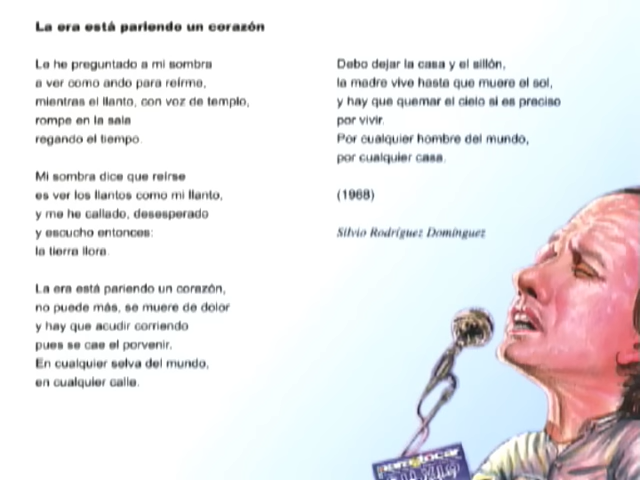 La era está pariendo un corazón
Le he preguntado a mi sombra
a ver como ando para reírme,
mientras el llanto, con voz de templo,
rompe en la sala
regando el tiempo.
Mi sombra dice que reirse
es ver los llantos como mi llanto,
y me he callado, desesperado
y escucho entonces:
la tierra llora.
La era está pariendo un corazón,
no puede más, se muere de dolor
y hay que acudir corriendo
pues se cae el porvenir.
En cualquier selva del mundo,
en cualquier calle.
Debo dejar la casa y el sillón,
la madre vive hasta que muere el sol,
y hay que quemar el cielo si es preciso
por vivir.
Por cualquier hombre del mundo,
por cualquier casa.
(1968)
Silvio Rodríguez Domínguez